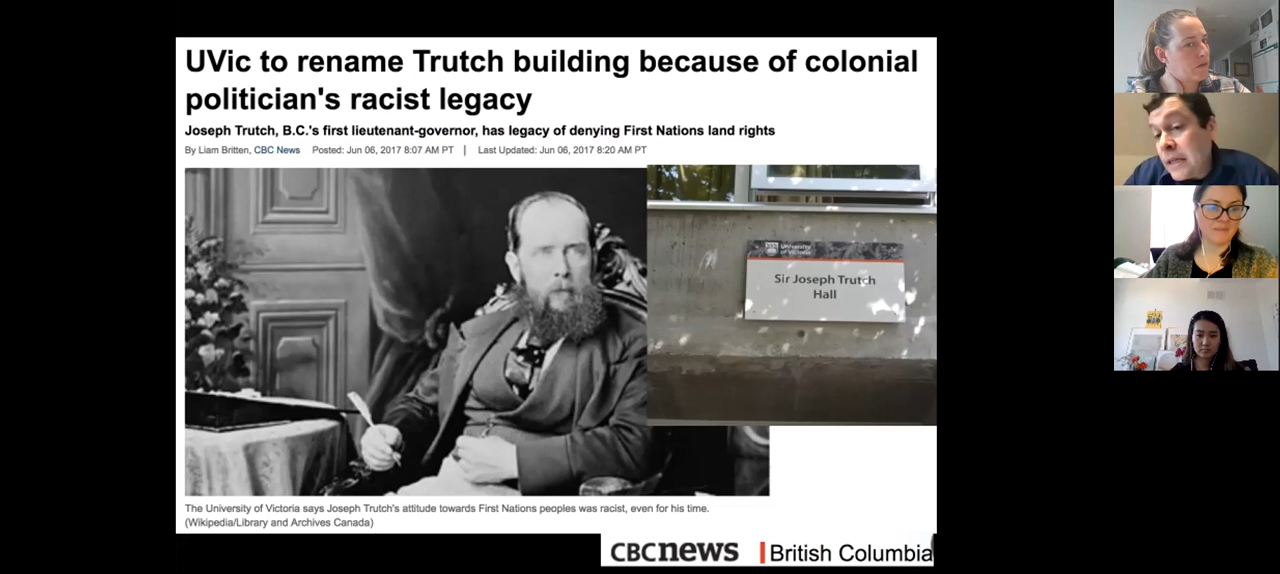 UVic to rename Trutch building because of colonial
politician's racist legacy
Joseph Trutch, B.C.'s first lieutenant-governor, has legacy of denying First Nations land rights
By Liam Britten, CBC News Posted: Jun 06, 2017 8:07 AM PT | Last Updated: Jun 06, 2017 8:20 AM PT
University
of Victoria
Sir Joseph Trutch
Hall
The University of Victoria says Joseph Trutch's attitude towards First Nations peoples was racist, even for his time.
(Wikipedia/Library and Archives Canada)
CBCnews | British Columbia